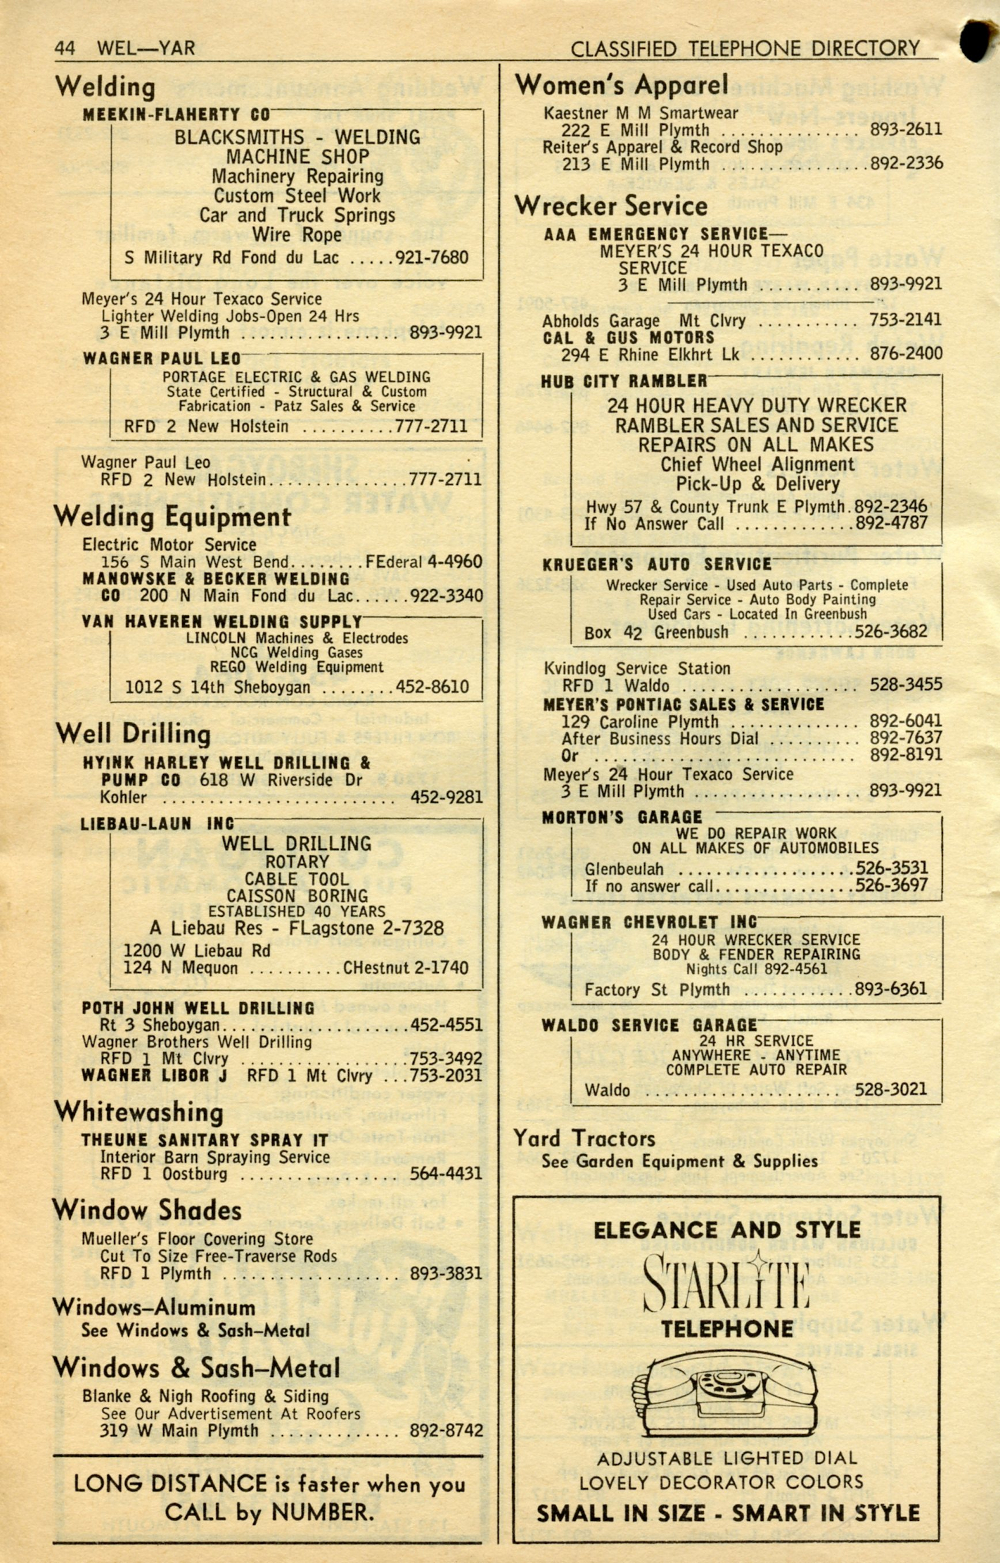 44 WEL—YAR
CLASSIFIED TELEPHONE DIRECTORY
Welding
MEEKIN-FLAHERTY CO
BLACKSMITHS - WELDING
MACHINE SHOP
Machinery Repairing
Custom Steel Work
Car and Truck Springs
Wire Rope
S Military Rd Fond du Lac .....921-7680
Meyer's 24 Hour Texaco Service
Lighter Welding Jobs-Open 24 Hrs
3 E Mill Plymth ..................893-9921
WAGNER PAUL LEO
PORTAGE ELECTRIC & GAS WELDING
State Certified - Structural & Custom
Fabrication - Patz Sales & Service
RFD 2 New Holstein ..........777-2711
Wagner Paul Leo
RFD 2 New Holstein...............777-2711
Welding Equipment
Electric Motor Service
156 S Main West Bend........FEderal 4-4960
MANOWSKE & BECKER WELDING
CO 200 N Main Fond du Lac......922-3340
VAN HAVEREN WELDING SUPPLY
LINCOLN Machines & Electrodes
NCG Welding Gases
REGO Welding Equipment
1012 S 14th Sheboygan ........452-8610
Well Drilling
HYINK HARLEY WELL DRILLING &
PUMP CO 618 W Riverside Dr
Kohler ......................... 452-9281
LIEBAU-LAUN INC
WELL DRILLING
ROTARY
CABLE TOOL
CAISSON BORING
ESTABLISHED 40 YEARS
A Liebau Res - FLagstone 2-7328
1200 W Liebau Rd
124 N Mequon ..........CHestnut 2-1740
POTH JOHN WELL DRILLING
Rt 3 Sheboygan....................452-4551
Wagner Brothers Well Drilling
RFD 1 Mt Clvry ..................753-3492
WAGNER LIBOR J RFD 1 Mt Clvry ...753-2031
Whitewashing
THEUNE SANITARY SPRAY IT
Interior Barn Spraying Service
RFD 1 Oostburg .................564-4431
Window Shades
Mueller's Floor Covering Store
Cut To Size Free-Traverse Rods
RFD 1 Plymth ................... 893-3831
Windows—Aluminum
See Windows & Sash—Metal
Windows & Sash—Metal
Blanke & Nigh Roofing & Siding
See Our Advertisement At Roofers
319 W Main Plymth .............. 892-8742
LONG DISTANCE is faster when you
CALL by NUMBER.
Women's Apparel
Kaestner M M Smartwear
222 E Mill Plymth ............... 893-2611
Reiter's Apparel & Record Shop
213 E Mill Plymth ................892-2336
Wrecker Service
AAA EMERGENCY SERVICE—
MEYER'S 24 HOUR TEXACO
SERVICE
3 E Mill Plymth ............ 893-9921
Abholds Garage Mt Clvry ........... 753-2141
CAL & GUS MOTORS
294 E Rhine Elkhrt Lk............ 876-2400
HUB CITY RAMBLER
24 HOUR HEAVY DUTY WRECKER
RAMBLER SALES AND SERVICE
REPAIRS ON ALL MAKES
Chief Wheel Alignment
Pick-Up & Delivery
Hwy 57 & County Trunk E Plymth.892-2346
If No Answer Call .............892-4787
KRUEGER'S AUTO SERVICE
Wrecker Service - Used Auto Parts - Complete
Repair Service - Auto Body Painting
Used Cars - Located In Greenbush
Box 42 Greenbush ............526-3682
Kvindlog Service Station
RFD 1 Waldo ................... 528-3455
MEYER'S PONTIAC SALES & SERVICE
129 Caroline Plymth .............. 892-6041
After Business Hours Dial .......... 892-7637
Or .............................. 892-8191
Meyer's 24 Hour Texaco Service
3 E Mill Plymth .................. 893-9921
MORTON'S GARAGE
WE DO REPAIR WORK
ON ALL MAKES OF AUTOMOBILES
Glenbeulah ...................526-3531
If no answer call...............526-3697
WAGNER CHEVROLET INC
24 HOUR WRECKER SERVICE
BODY & FENDER REPAIRING
Nights Call 892-4561
Factory St Plymth ............893-6361
WALDO SERVICE GARAGE
24 HR SERVICE
ANYWHERE - ANYTIME
COMPLETE AUTO REPAIR
Waldo ....................... 528-3021
Yard Tractors
See Garden Equipment & Supplies
ELEGANCE AND STYLE
STARLITE
TELEPHONE
ADJUSTABLE LIGHTED DIAL
LOVELY DECORATOR COLORS
SMALL IN SIZE - SMART IN STYLE